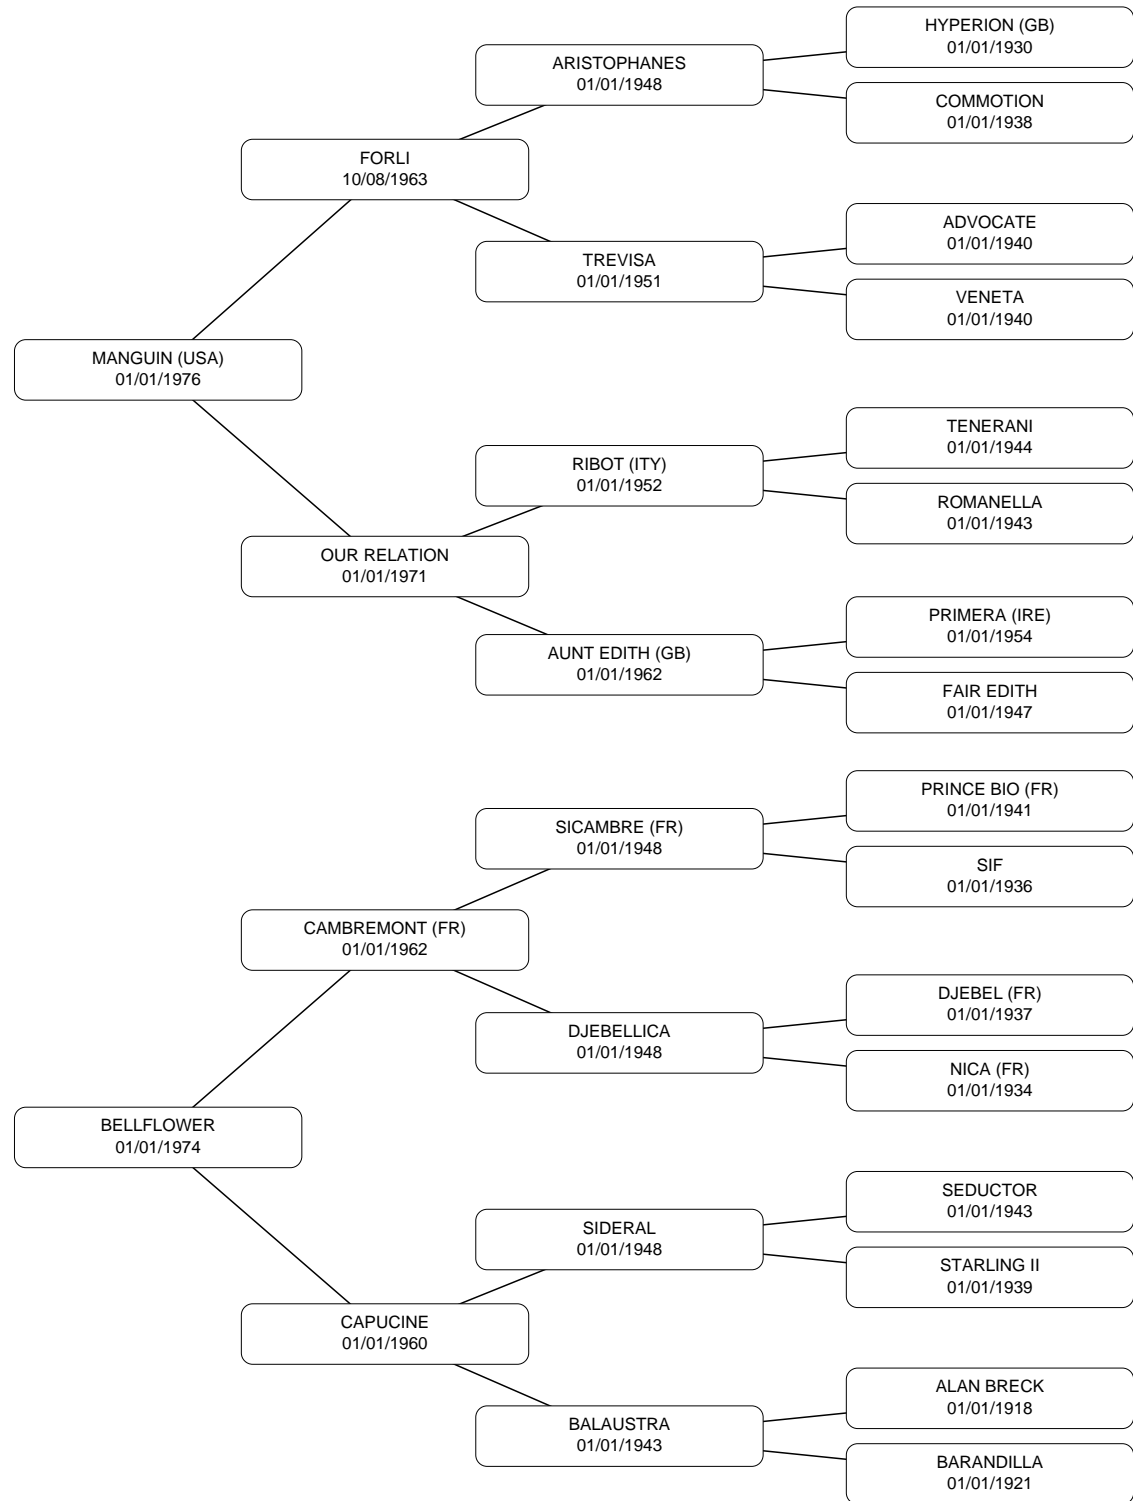 HYPERION (GB)
01/01/1930
ARISTOPHANES
01/01/1948
COMMOTION
01/01/1938
FORLI
10/08/1963
ADVOCATE
01/01/1940
TREVISA
01/01/1951
VENETA
01/01/1940
MANGUIN (USA)
01/01/1976
TENERANI
01/01/1944
RIBOT (ITY)
01/01/1952
ROMANELLA
01/01/1943
OUR RELATION
01/01/1971
PRIMERA (IRE)
01/01/1954
AUNT EDITH (GB)
01/01/1962
FAIR EDITH
01/01/1947
PRINCE BIO (FR)
01/01/1941
SICAMBRE (FR)
01/01/1948
SIF
01/01/1936
CAMBREMONT (FR)
01/01/1962
DJEBEL (FR)
01/01/1937
DJEBELLICA
01/01/1948
NICA (FR)
01/01/1934
BELLFLOWER
01/01/1974
SEDUCTOR
01/01/1943
SIDERAL
01/01/1948
STARLING II
01/01/1939
CAPUCINE
01/01/1960
ALAN BRECK
01/01/1918
BALAUSTRA
01/01/1943
BARANDILLA
01/01/1921